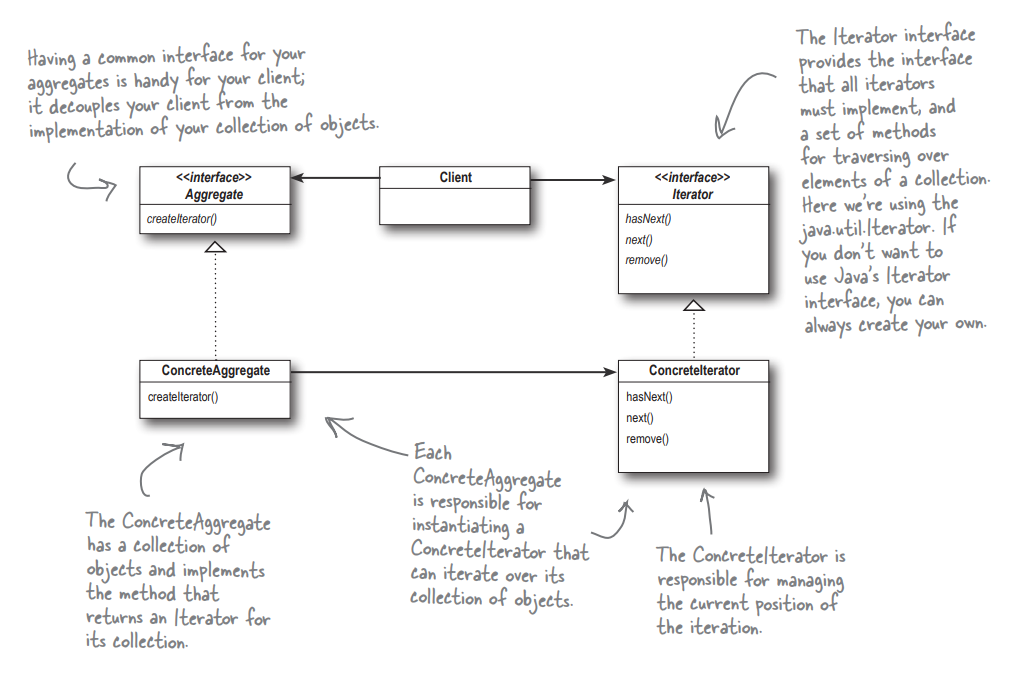 Having a common interface for your
aggregates is handy for your client;
it decouples your client from the
implementation of your collection of objects.
The Iterator interface
provides the interface
that all iterators
must implement, and
a set of methods
for traversing over
elements of a collection.
Here we're using the
java.util.Iterator. If
you don't want to
use Java's Iterator
interface, you can
always create your own.
<<interface>>
Aggregate
createIterator()
Client
<<interface>>
Iterator
hasNext()
next()
remove()
ConcreteAggregate
createIterator()
ConcreteIterator
hasNext()
next()
remove()
The ConcreteAggregate
has a collection of
objects and implements
the method that
returns an Iterator for
its collection.
Each
ConcreteAggregate
is responsible for
instantiating a
ConcreteIterator that
can iterate over its
collection of objects.
The ConcreteIterator is
responsible for managing
the current position of
the iteration.